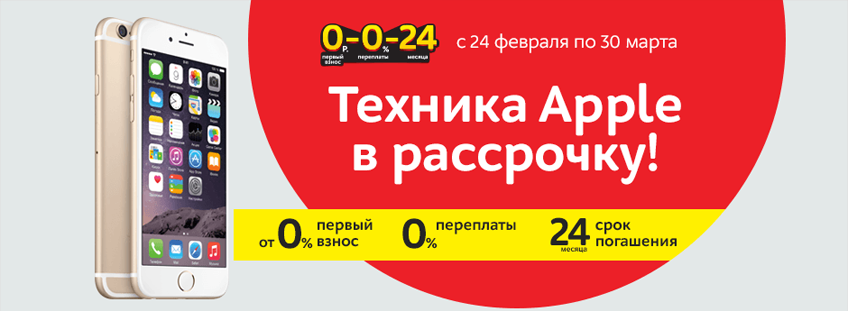 0-0-24
Р. %
первый взнос переплаты месяца
с 24 февраля по 30 марта
Техника Apple
в рассрочку!
от 0% первый взнос
0% переплаты
24 месяца срок погашения